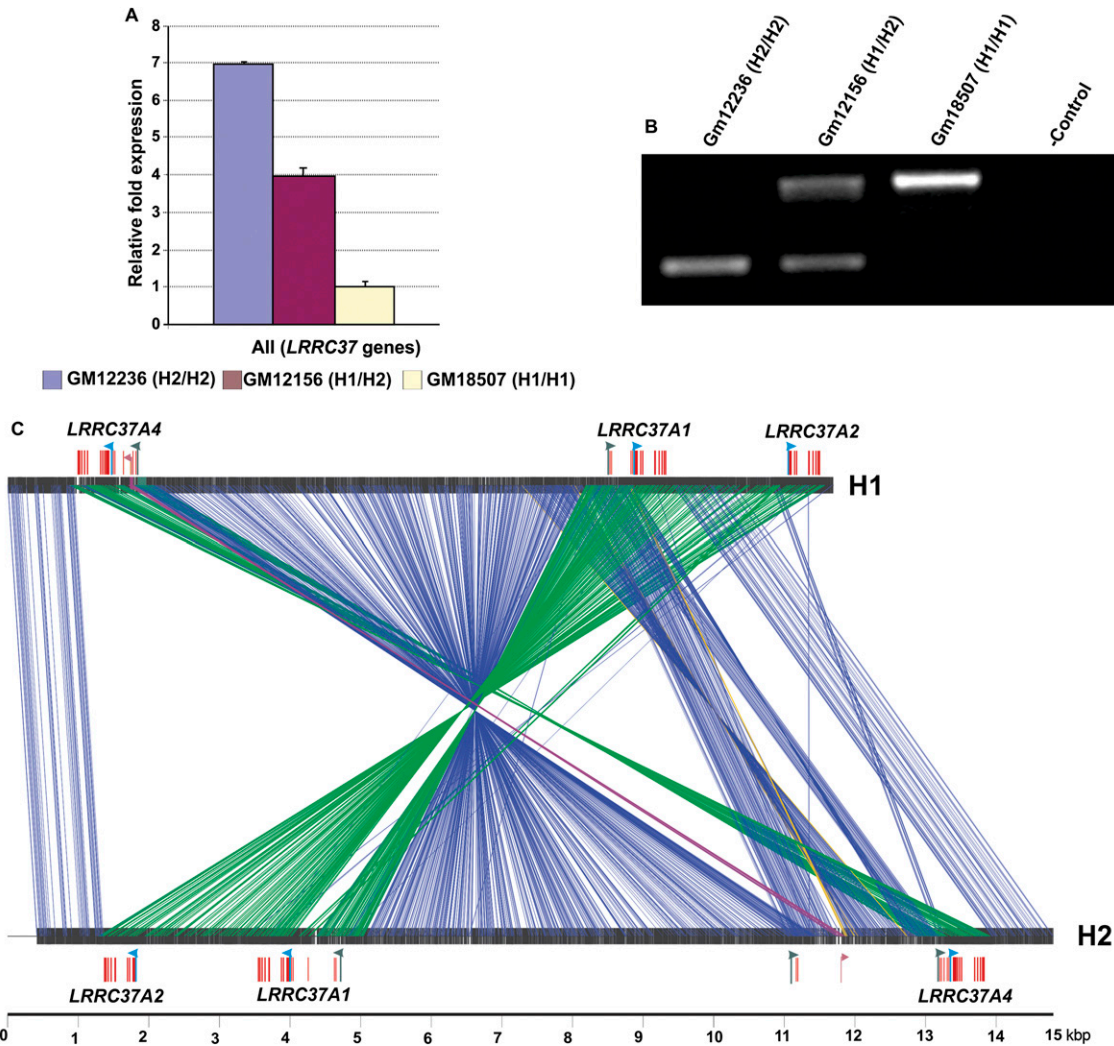 A
8
7
6
5
4
3
2
1
0
Relative fold expression
All (LRRC37 genes)
GM12236 (H2/H2) GM12156 (H1/H2) GM18507 (H1/H1)
B
Gm12236 (H2/H2)
Gm12156 (H1/H2)
Gm18507 (H1/H1)
-Control
C
LRRC37A4 LRRC37A1 LRRC37A2
H1
H2
LRRC37A2 LRRC37A1 LRRC37A4
0 1 2 3 4 5 6 7 8 9 10 11 12 13 14 15 kbp